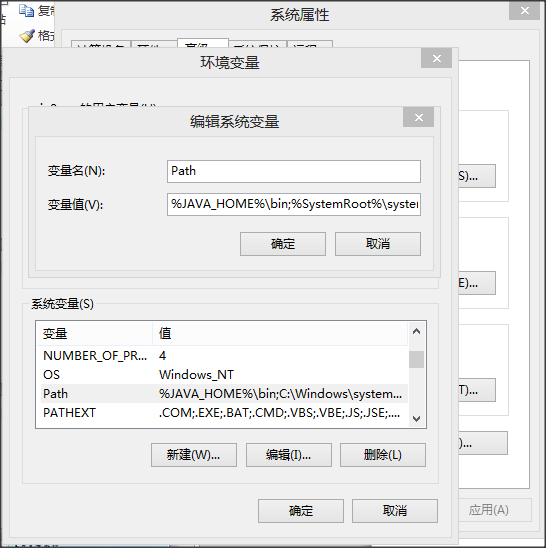 系统属性
复制
格式
环境变量
编辑系统变量
变量名(N):
Path
变量值(V):
%JAVA_HOME%\bin;%SystemRoot%\system
确定
取消
S)...
E)...
T)...
)...
系统变量(S)
变量
值
NUMBER_OF_PR...
4
OS
Windows_NT
Path
%JAVA_HOME%\bin;C:\Windows\system...
PATHEXT
.COM;.EXE;.BAT;.CMD;.VBS;.VBE;.JS;.JSE;....
新建(W)...
编辑(I)...
删除(L)
确定
取消
应用(A)